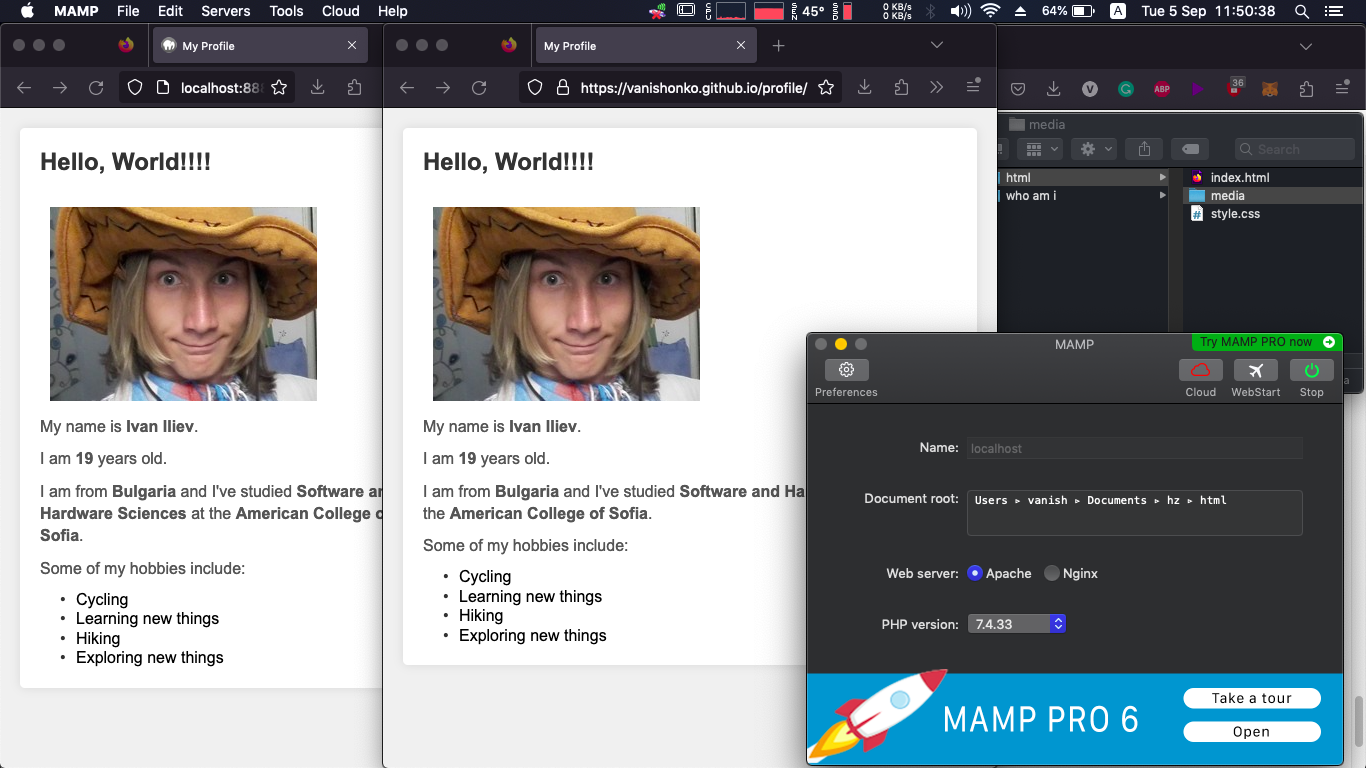 MAMP File Edit Servers Tools Cloud Help
45° 0 KB/s 0 KB/s 64% A Tue 5 Sep 11:50:38
My Profile
localhost:88
My Profile
https://vanishonko.github.io/profile/
ABP 36
Hello, World!!!!
My name is Ivan Iliev.
I am 19 years old.
I am from Bulgaria and I've studied Software ar
Hardware Sciences at the American College
Sofia.
Some of my hobbies include:
• Cycling
• Learning new things
• Hiking
• Exploring new things
Hello, World!!!!
My name is Ivan Iliev.
I am 19 years old.
I am from Bulgaria and I've studied Software and Ha
the American College of Sofia.
Some of my hobbies include:
• Cycling
• Learning new things
• Hiking
• Exploring new things
media
Search
html
who am i
index.html
media
style.css
MAMP
Try MAMP PRO now
Preferences
Cloud WebStart Stop
Name: localhost
Document root: Users ▸ vanish ▸ Documents ▸ hz ▸ html
Web server: Apache Nginx
PHP version: 7.4.33
MAMP PRO 6
Take a tour
Open